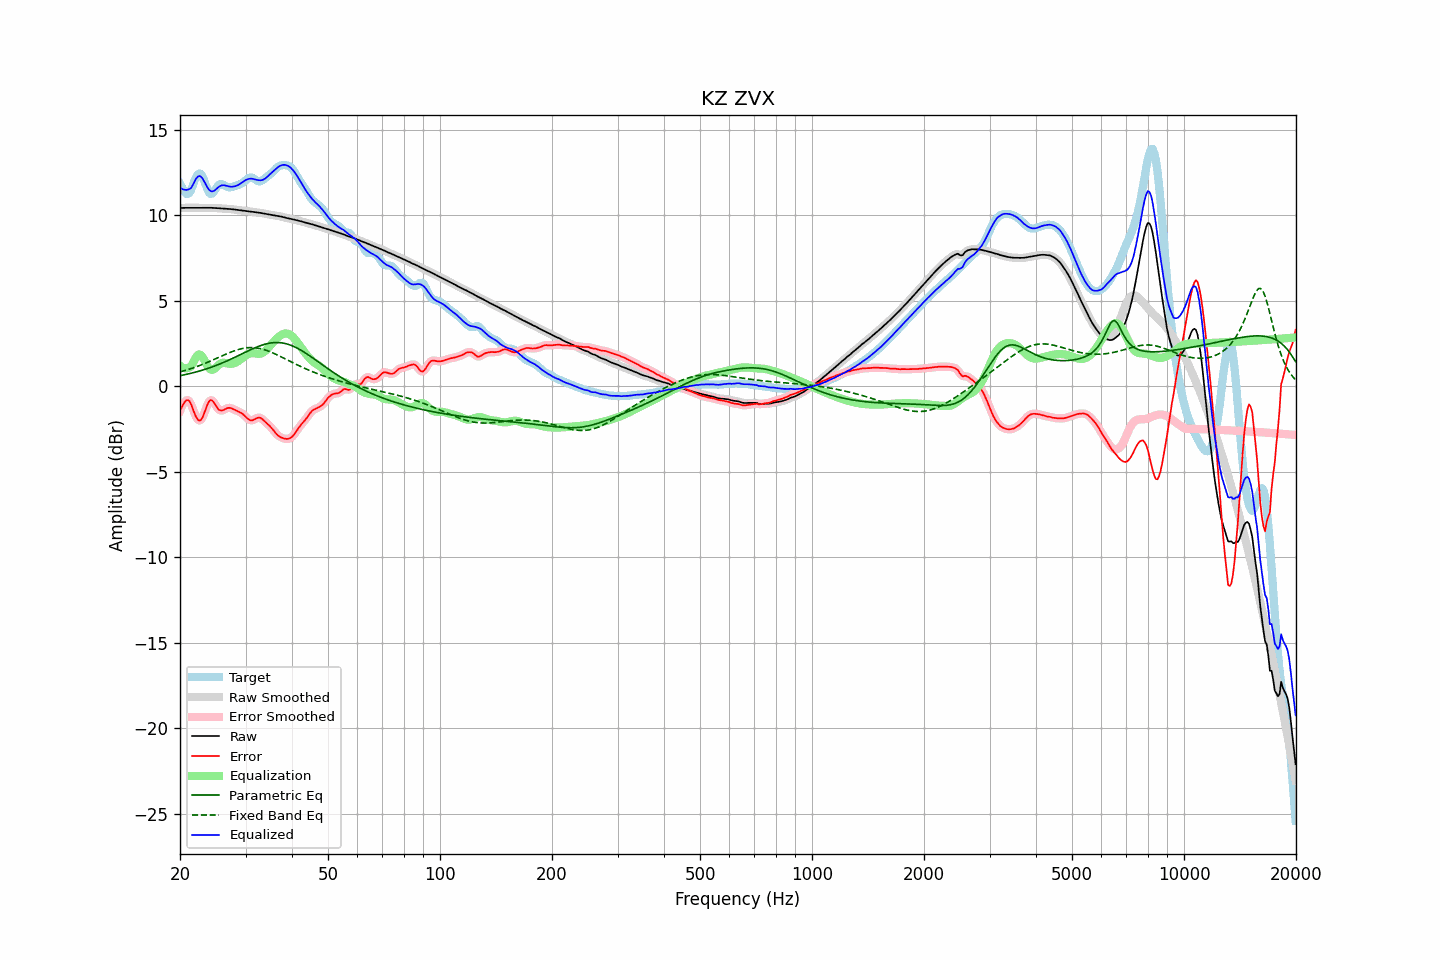 KZ ZVX
15
10
5
0
−5
−10
−15
−20
−25
Amplitude (dBr)
Target
Raw Smoothed
Error Smoothed
Raw
Error
Equalization
Parametric Eq
Fixed Band Eq
Equalized
20 50 100 200 500 1000 2000 5000 10000 20000
Frequency (Hz)